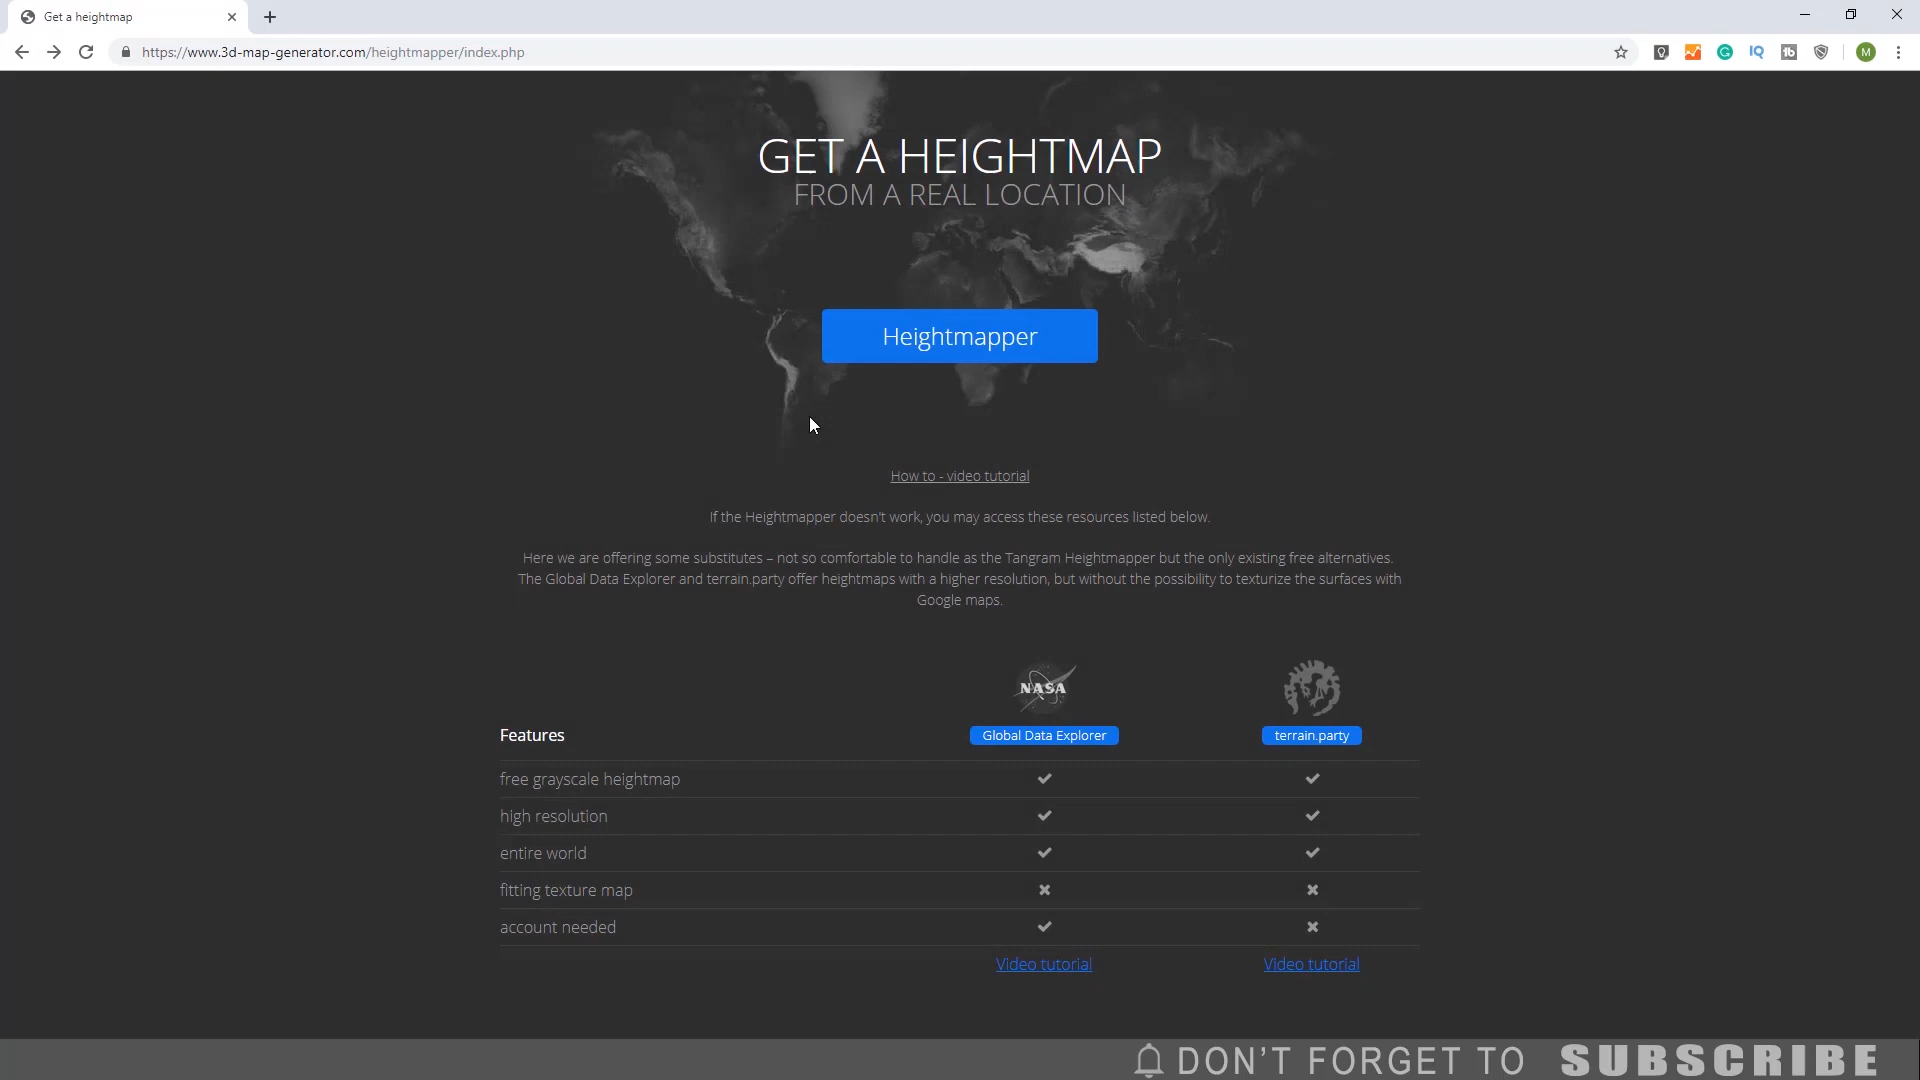 Get a heightmap
https://www.3d-map-generator.com/heightmapper/index.php
IQ
M
GET A HEIGHTMAP
FROM A REAL LOCATION
Heightmapper
How to - video tutorial
If the Heightmapper doesn't work, you may access these resources listed below.
Here we are offering some substitutes – not so comfortable to handle as the Tangram Heightmapper but the only existing free alternatives.
The Global Data Explorer and terrain.party offer heightmaps with a higher resolution, but without the possibility to texturize the surfaces with
Google maps.
NASA
Features
Global Data Explorer
terrain.party
free grayscale heightmap
high resolution
entire world
fitting texture map
account needed
Video tutorial
Video tutorial
DON'T FORGET TO SUBSCRIBE